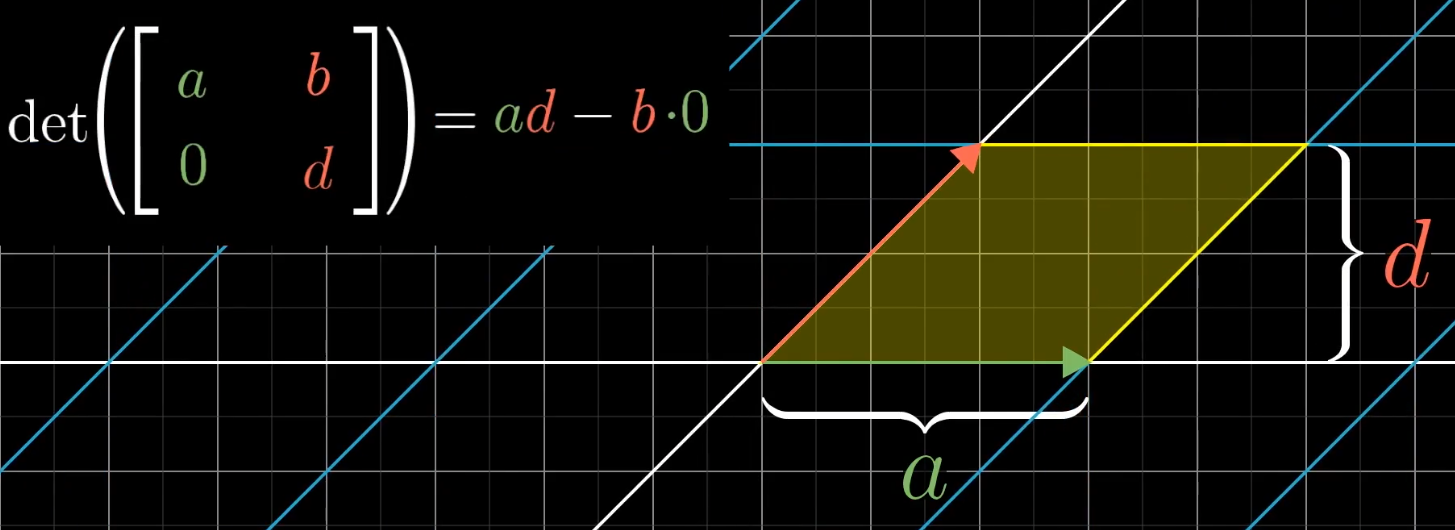 det([a b
0 d]) = ad − b·0
d
a